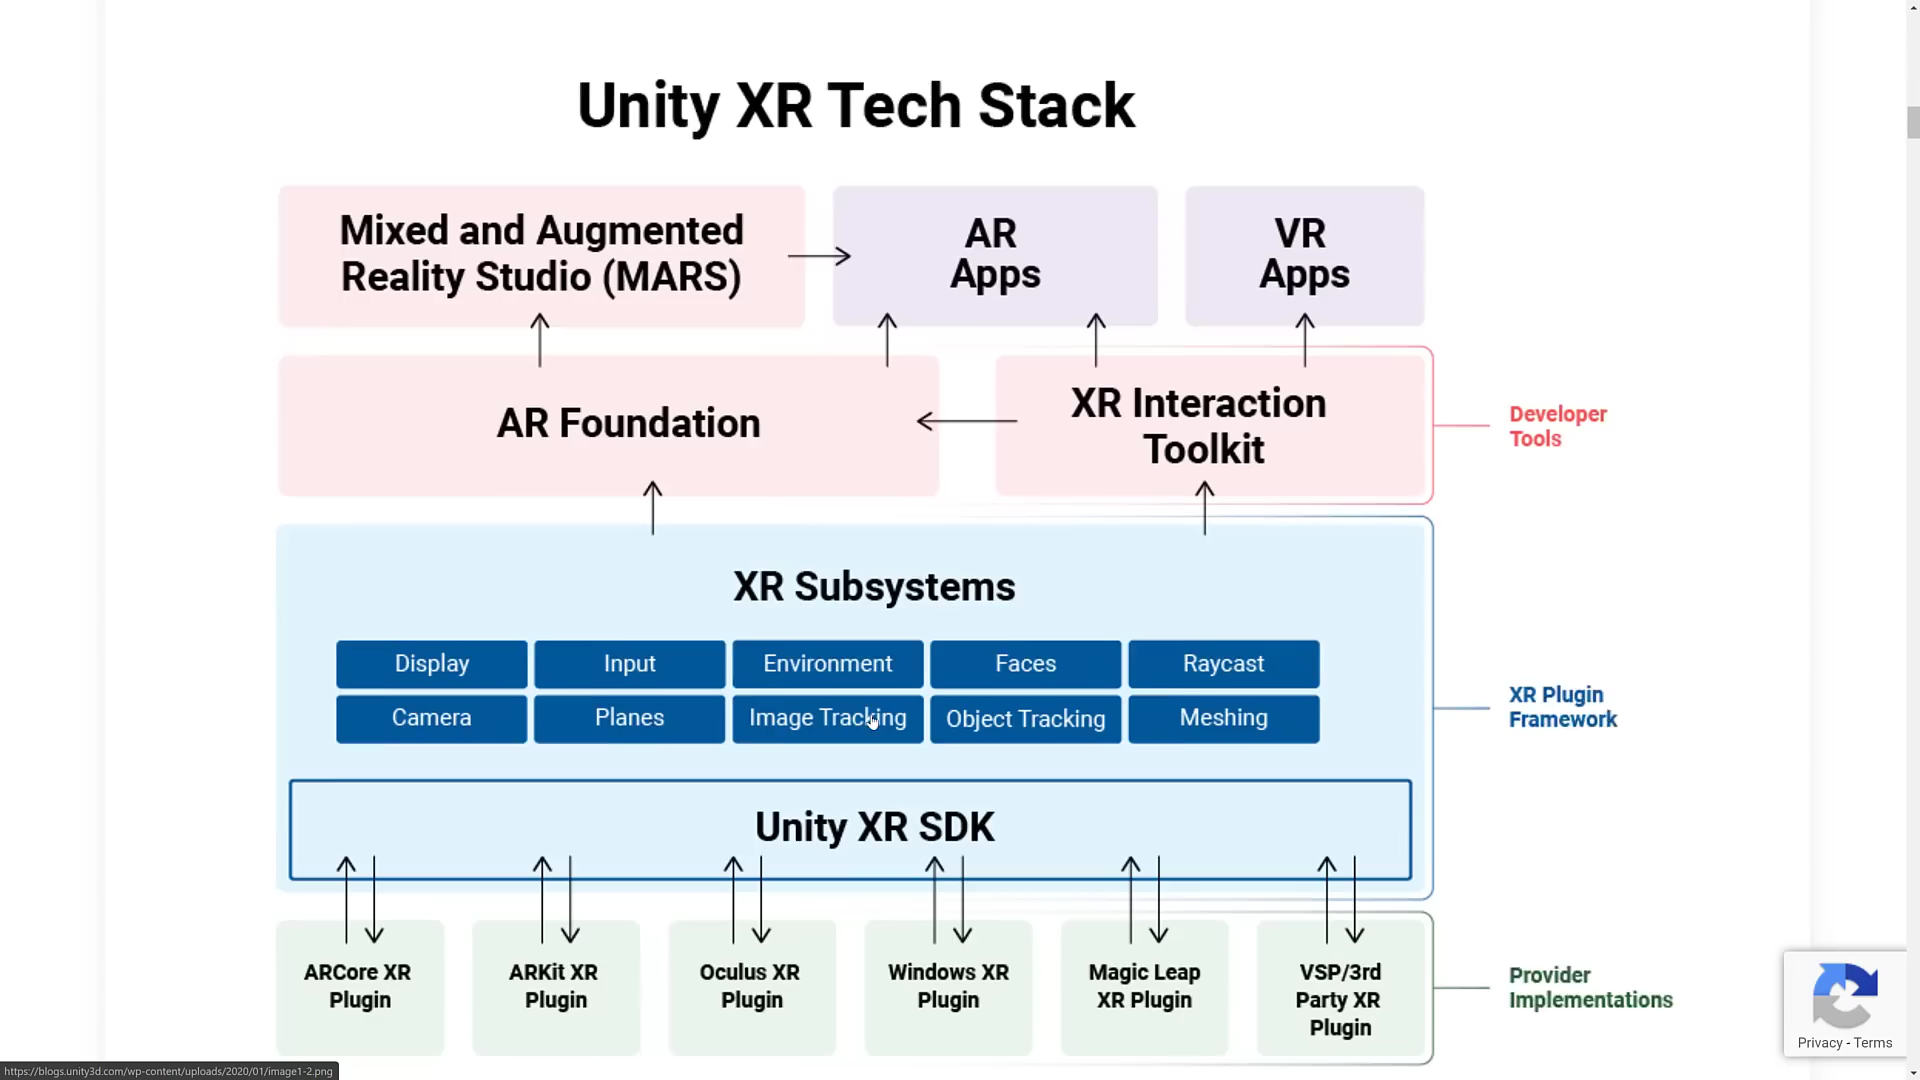 Unity XR Tech Stack
Mixed and Augmented
Reality Studio (MARS)
AR
Apps
VR
Apps
AR Foundation
XR Interaction
Toolkit
Developer
Tools
XR Subsystems
Display
Input
Environment
Faces
Raycast
Camera
Planes
Image Tracking
Object Tracking
Meshing
XR Plugin
Framework
Unity XR SDK
ARCore XR
Plugin
ARKit XR
Plugin
Oculus XR
Plugin
Windows XR
Plugin
Magic Leap
XR Plugin
VSP/3rd
Party XR
Plugin
Provider
Implementations
Privacy - Terms
https://blogs.unity3d.com/wp-content/uploads/2020/01/image1-2.png